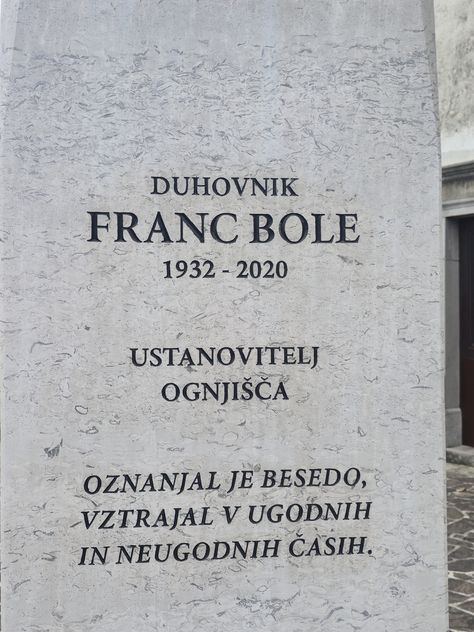 DUHOVNIK
FRANC BOLE
1932 - 2020
USTANOVITELJ
OGNJIŠČA
OZNANJAL JE BESEDO,
VZTRAJAL V UGODNIH
IN NEUGODNIH ČASIH.